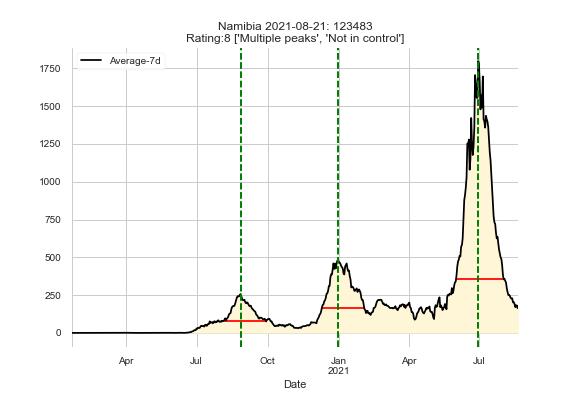 Namibia 2021-08-21: 123483
Rating:8 ['Multiple peaks', 'Not in control']
Average-7d
1750
1500
1250
1000
750
500
250
0
Apr Jul Oct Jan Apr Jul
2021
Date